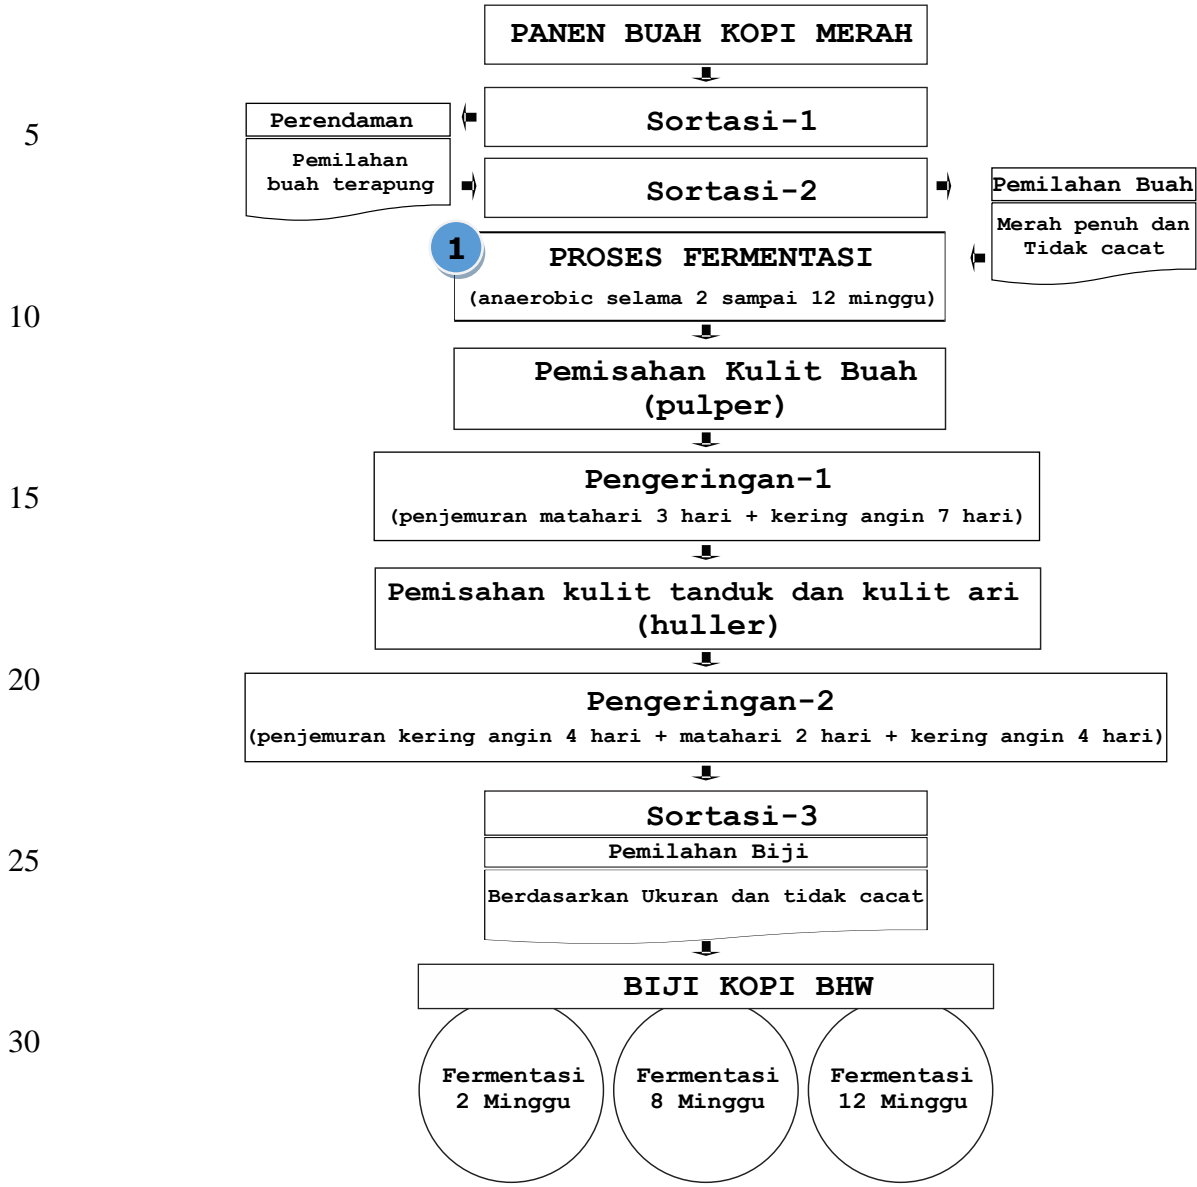 PANEN BUAH KOPI MERAH
5
Perendaman
Sortasi-1
Pemilahan
buah terapung
Sortasi-2
Pemilahan Buah
Merah penuh dan
Tidak cacat
1
PROSES FERMENTASI
(anaerobic selama 2 sampai 12 minggu)
10
Pemisahan Kulit Buah
(pulper)
Pengeringan-1
15
(penjemuran matahari 3 hari + kering angin 7 hari)
Pemisahan kulit tanduk dan kulit ari
(huller)
20
Pengeringan-2
(penjemuran kering angin 4 hari + matahari 2 hari + kering angin 4 hari)
Sortasi-3
25
Pemilahan Biji
Berdasarkan Ukuran dan tidak cacat
BIJI KOPI BHW
30
Fermentasi
2 Minggu
Fermentasi
8 Minggu
Fermentasi
12 Minggu